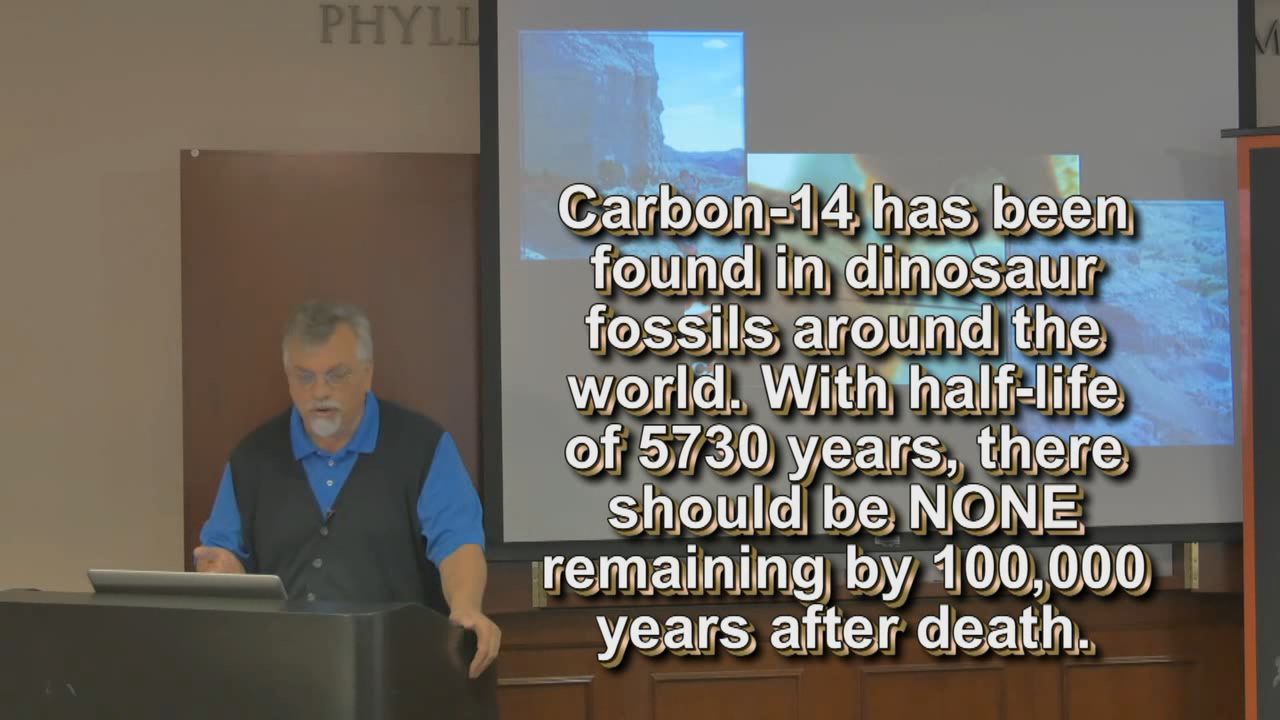 PHYLL
M
Carbon-14 has been
found in dinosaur
fossils around the
world. With half-life
of 5730 years, there
should be NONE
remaining by 100,000
years after death.